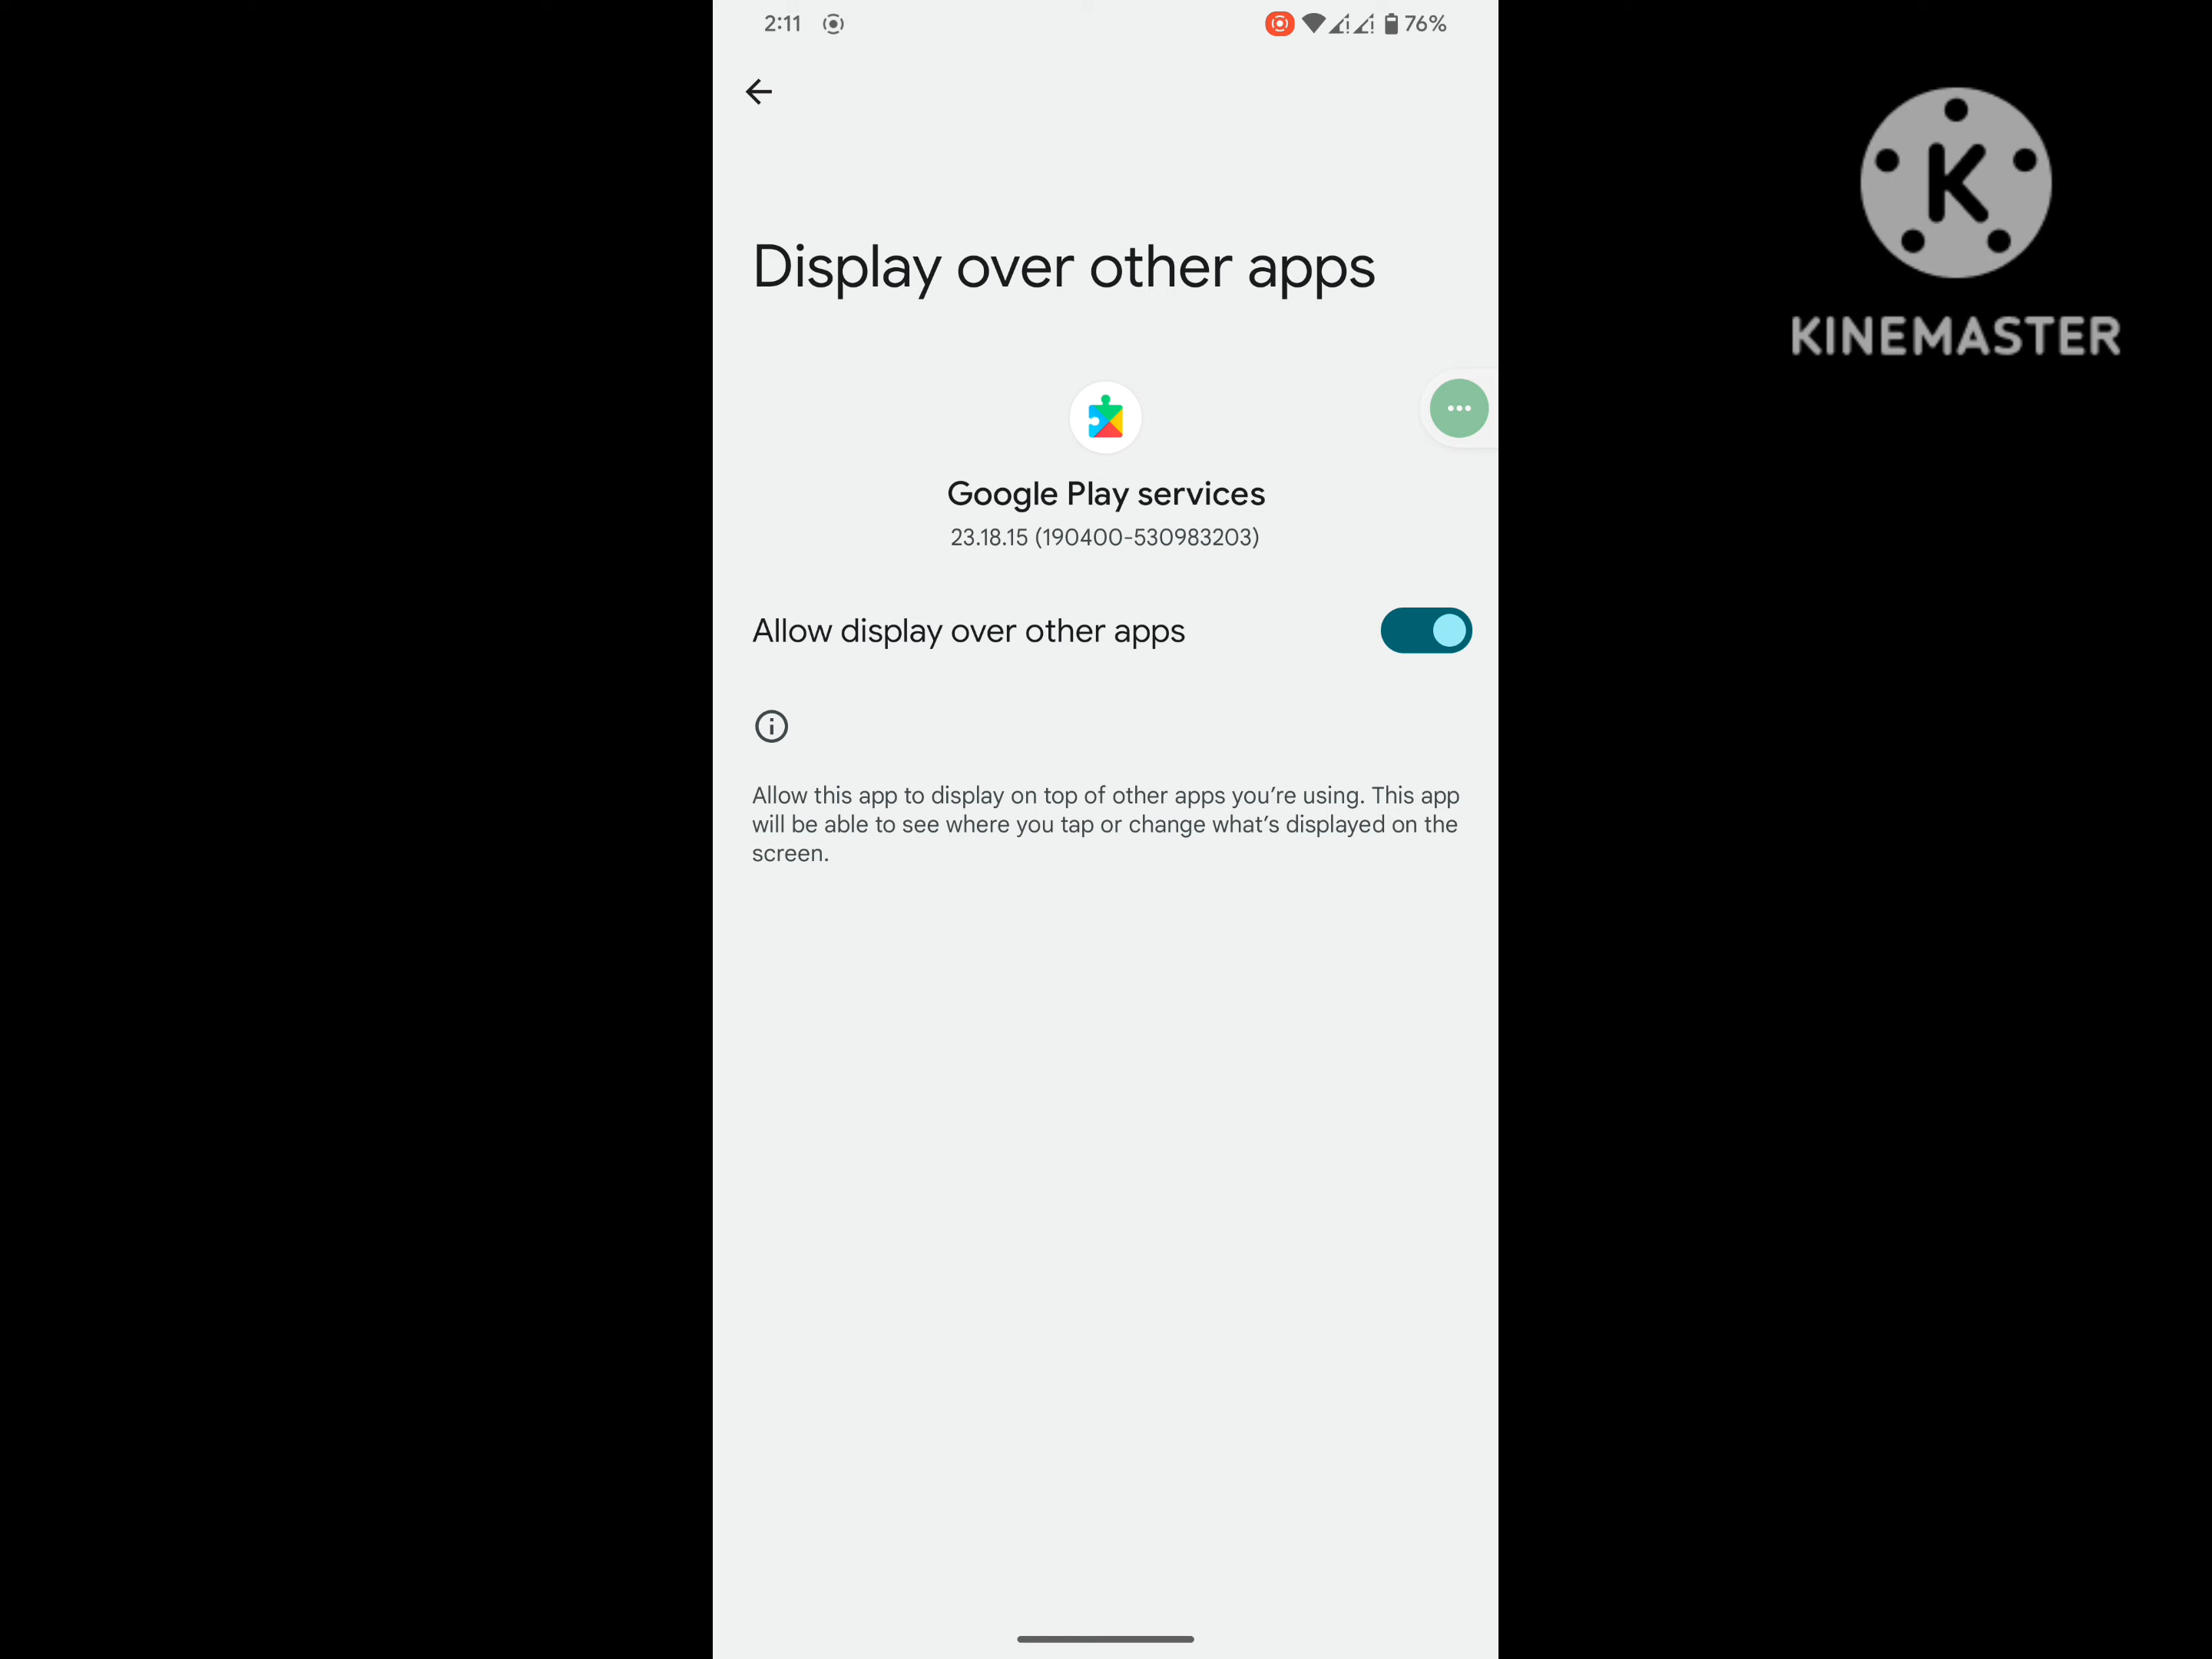 2:11
76%
KINEMASTER
Display over other apps
Google Play services
23.18.15 (190400-530983203)
Allow display over other apps
Allow this app to display on top of other apps you’re using. This app
will be able to see where you tap or change what’s displayed on the
screen.